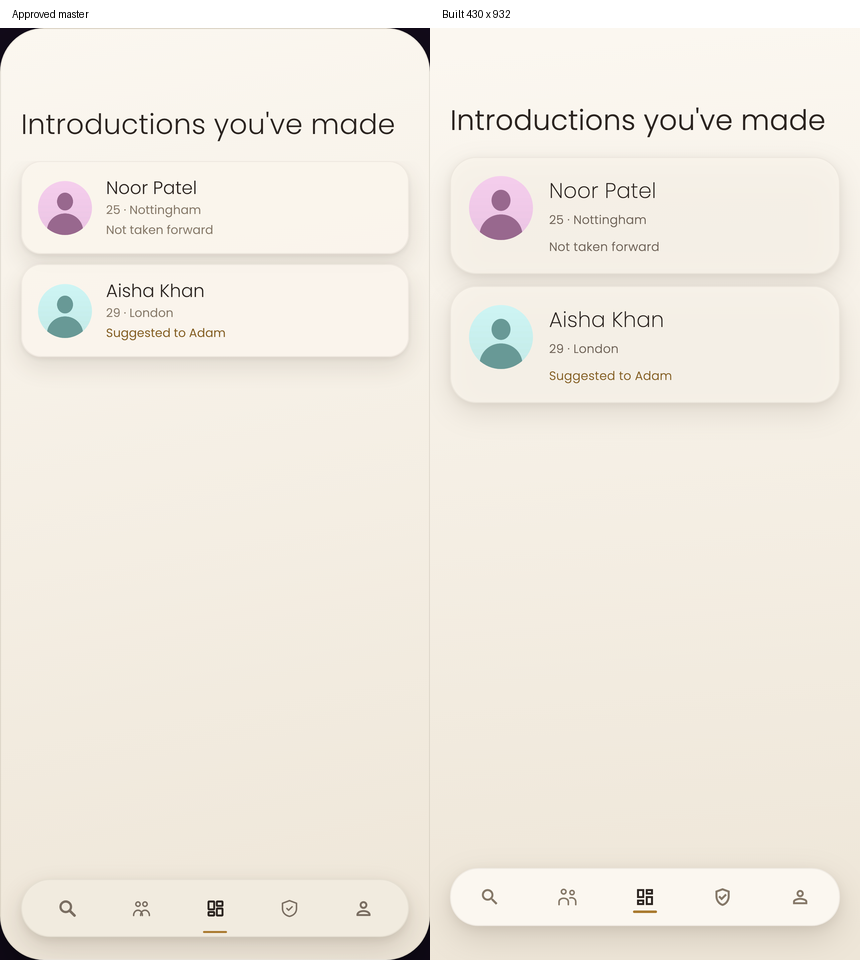 Approved master
Introductions you've made
Noor Patel
25 · Nottingham
Not taken forward
Aisha Khan
29 · London
Suggested to Adam
Built 430 x 932
Introductions you've made
Noor Patel
25 · Nottingham
Not taken forward
Aisha Khan
29 · London
Suggested to Adam